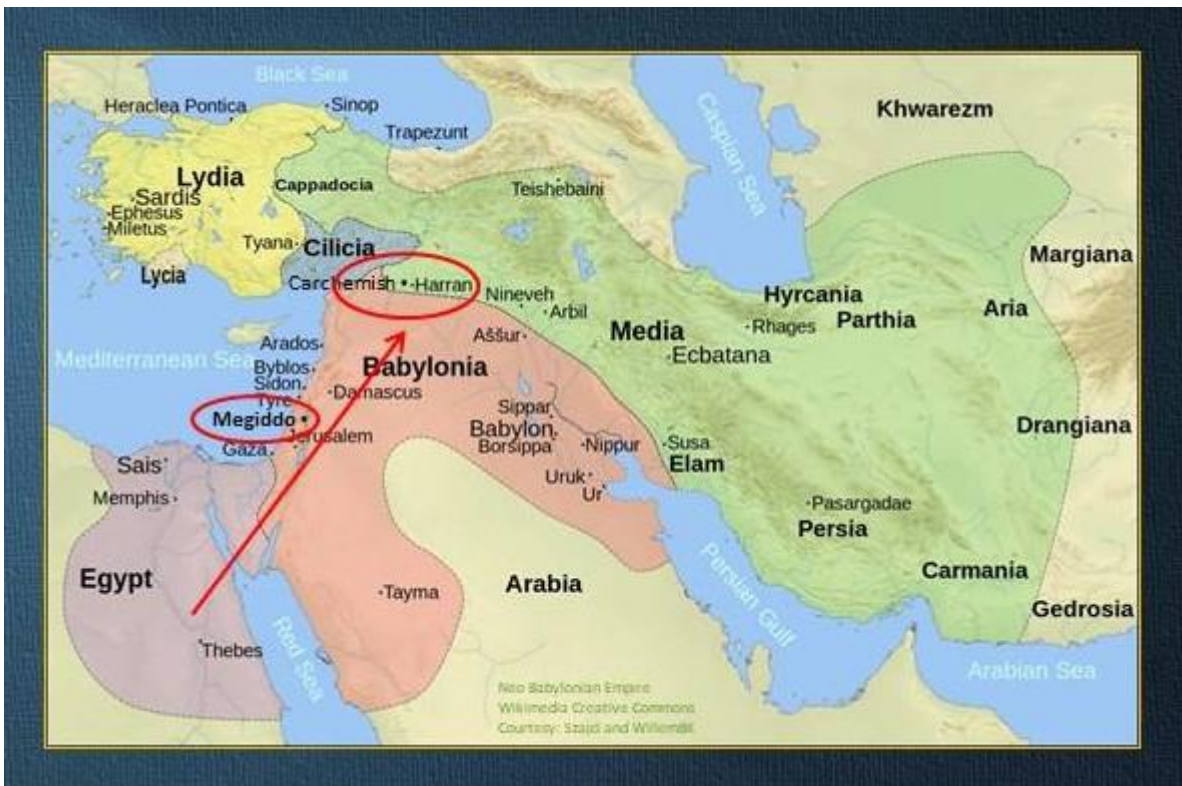 Black Sea
Heraclea Pontica
Sinop
Trapezunt
Caspian Sea
Khwarezm
Lydia
Sardis
Ephesus
Miletus
Cappadocia
Teishebaini
Tyana
Cilicia
Lycia
Carchemish
Harran
Nineveh
Arbil
Margiana
Hyrcania
Parthia
Aria
Rhages
Media
Ecbatana
Aššur
Arados
Mediterranean Sea
Byblos
Sidon
Tyre
Babylonia
Damascus
Megiddo
Jerusalem
Gaza
Sippar
Babylon
Borsippa
Nippur
Susa
Elam
Drangiana
Sais
Memphis
Uruk
Ur
Pasargadae
Persia
Egypt
Tayma
Arabia
Persian Gulf
Carmania
Gedrosia
Thebes
Red Sea
Arabian Sea
Neo Babylonian Empire
Wikimedia Creative Commons
Courtesy: Szajci and WillemBK